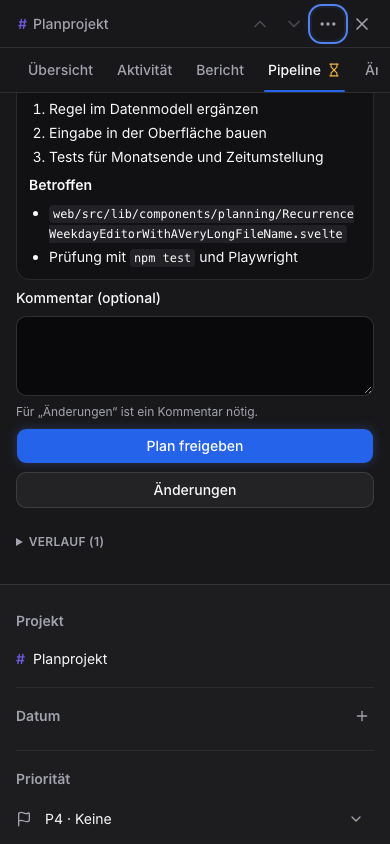 # Planprojekt
Übersicht Aktivität Bericht Pipeline
1. Regel im Datenmodell ergänzen
2. Eingabe in der Oberfläche bauen
3. Tests für Monatsende und Zeitumstellung
Betroffen
• web/src/lib/components/planning/Recurrence
WeekdayEditorWithAVeryLongFileName.svelte
• Prüfung mit npm test und Playwright
Kommentar (optional)
Für „Änderungen“ ist ein Kommentar nötig.
Plan freigeben
Änderungen
VERLAUF (1)
Projekt
# Planprojekt
Datum
Priorität
P4 · Keine